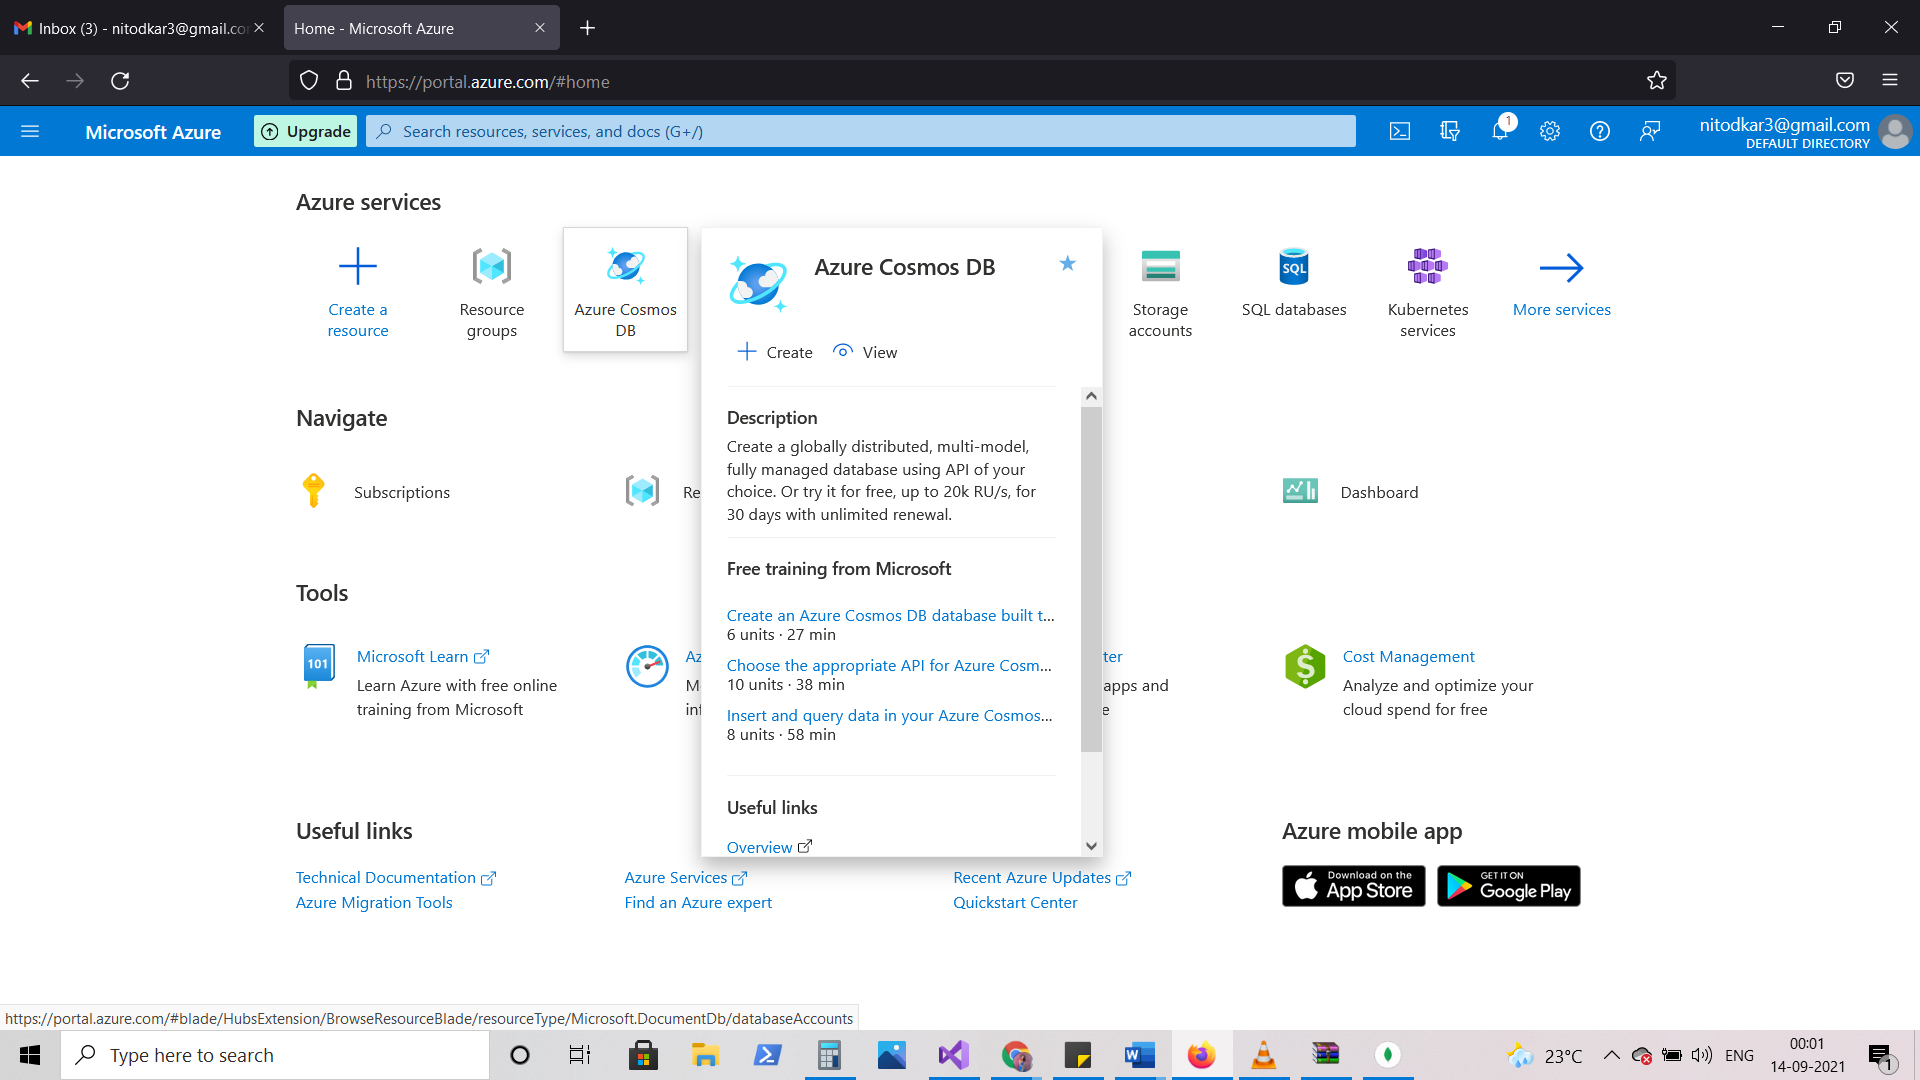 Inbox (3) - nitodkar3@gmail.co
Home - Microsoft Azure
https://portal.azure.com/#home
Microsoft Azure
Upgrade
Search resources, services, and docs (G+/)
1
nitodkar3@gmail.com
DEFAULT DIRECTORY
Azure services
Create a
resource
Resource
groups
Azure Cosmos
DB
Azure Cosmos DB
Create
View
Storage
accounts
SQL
SQL databases
Kubernetes
services
More services
Description
Create a globally distributed, multi-model,
fully managed database using API of your
choice. Or try it for free, up to 20k RU/s, for
30 days with unlimited renewal.
Free training from Microsoft
Create an Azure Cosmos DB database built t...
6 units · 27 min
Choose the appropriate API for Azure Cosm...
10 units · 38 min
Insert and query data in your Azure Cosmos...
8 units · 58 min
Useful links
Overview
Navigate
Subscriptions
Re
Dashboard
Tools
101
Microsoft Learn
Learn Azure with free online
training from Microsoft
Az
M
in
ter
apps and
e
$
Cost Management
Analyze and optimize your
cloud spend for free
Useful links
Technical Documentation
Azure Migration Tools
Azure Services
Find an Azure expert
Recent Azure Updates
Quickstart Center
Azure mobile app
Download on the
App Store
GET IT ON
Google Play
https://portal.azure.com/#blade/HubsExtension/BrowseResourceBlade/resourceType/Microsoft.DocumentDb/databaseAccounts
Type here to search
W
23°C
ENG
00:01
14-09-2021
1